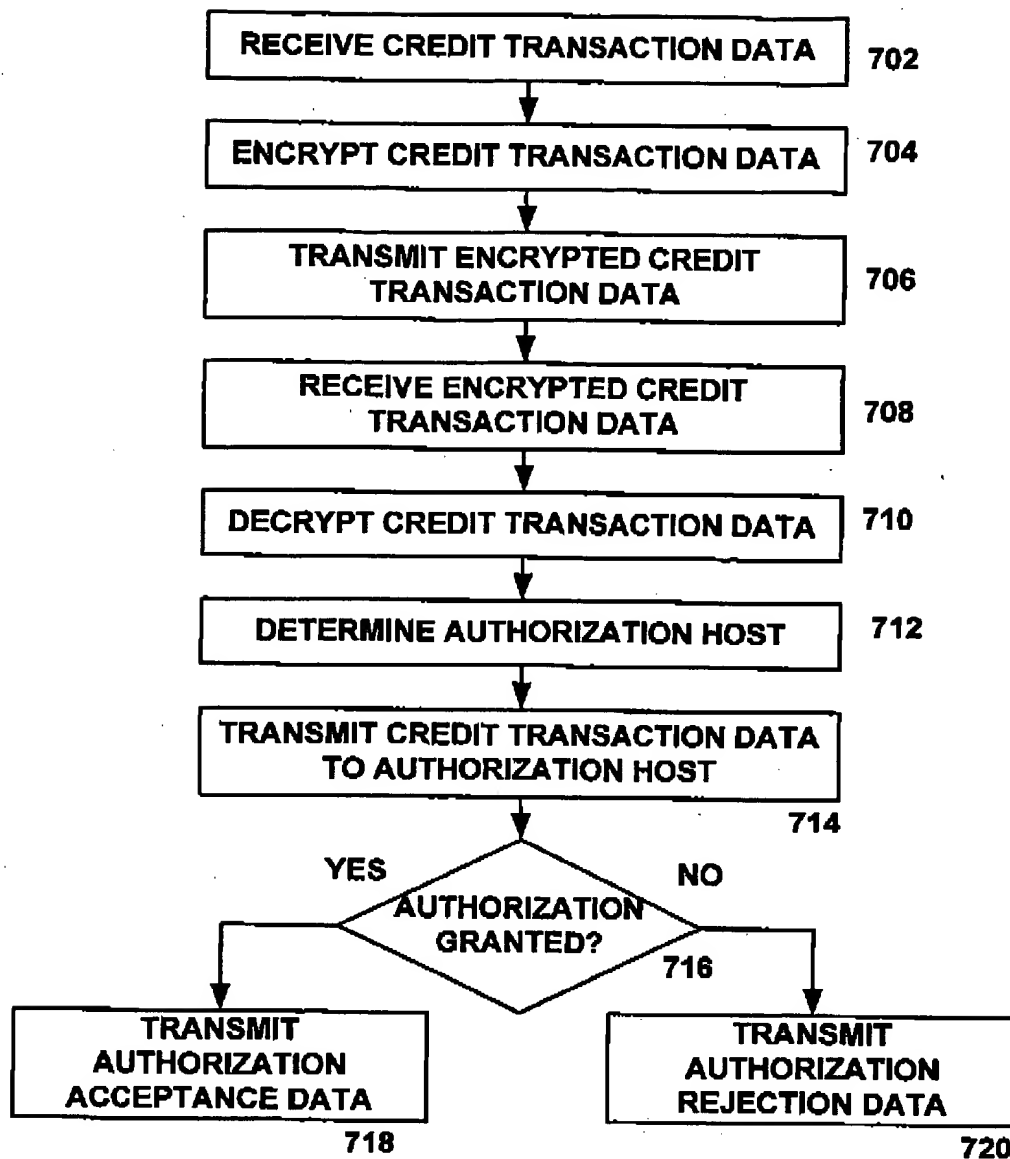 RECEIVE CREDIT TRANSACTION DATA
702
ENCRYPT CREDIT TRANSACTION DATA
704
TRANSMIT ENCRYPTED CREDIT
TRANSACTION DATA
706
RECEIVE ENCRYPTED CREDIT
TRANSACTION DATA
708
DECRYPT CREDIT TRANSACTION DATA
710
DETERMINE AUTHORIZATION HOST
712
TRANSMIT CREDIT TRANSACTION DATA
TO AUTHORIZATION HOST
714
YES
NO
AUTHORIZATION
GRANTED?
716
TRANSMIT
AUTHORIZATION
ACCEPTANCE DATA
718
TRANSMIT
AUTHORIZATION
REJECTION DATA
720